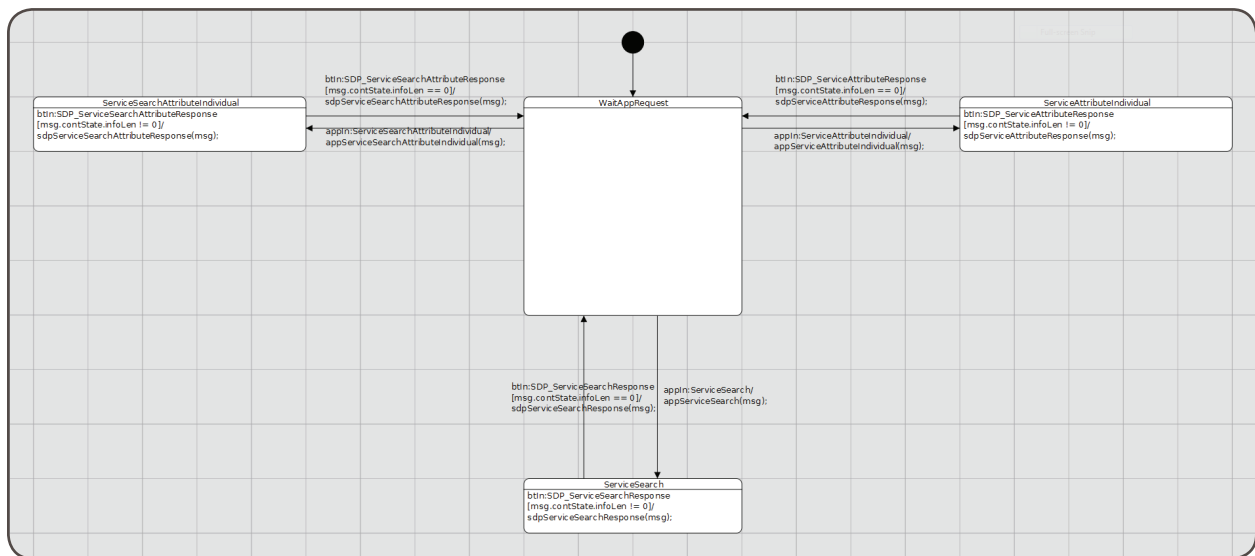 btIn:SDP_ServiceSearchAttributeResponse
[msg.contState.infoLen == 0]/
sdpServiceSearchAttributeResponse(msg);
btIn:SDP_ServiceAttributeResponse
[msg.contState.infoLen == 0]/
sdpServiceAttributeResponse(msg);
ServiceSearchAttributeIndividual
btIn:SDP_ServiceSearchAttributeResponse
[msg.contState.infoLen != 0]/
sdpServiceSearchAttributeResponse(msg);
WaitAppRequest
ServiceAttributeIndividual
btIn:SDP_ServiceAttributeResponse
[msg.contState.infoLen != 0]/
sdpServiceAttributeResponse(msg);
appIn:ServiceSearchAttributeIndividual/
appServiceSearchAttributeIndividual(msg);
appIn:ServiceAttributeIndividual/
appServiceAttributeIndividual(msg);
btIn:SDP_ServiceSearchResponse
[msg.contState.infoLen == 0]/
sdpServiceSearchResponse(msg);
appIn:ServiceSearch/
appServiceSearch(msg);
ServiceSearch
btIn:SDP_ServiceSearchResponse
[msg.contState.infoLen != 0]/
sdpServiceSearchResponse(msg);